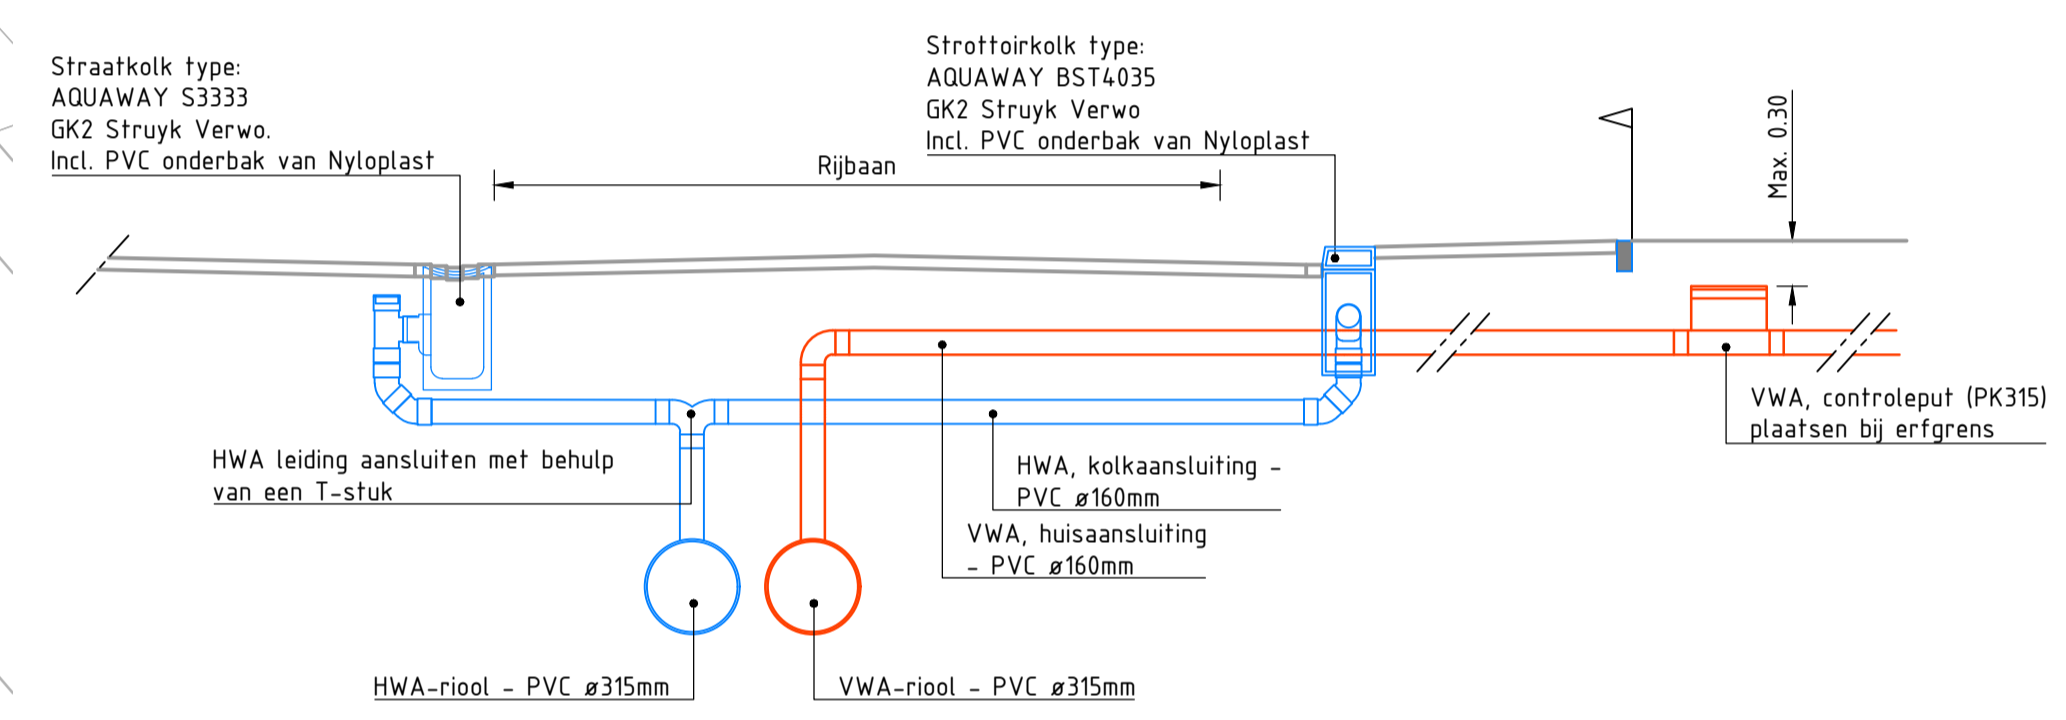 Straatkolk type:
AQUAWAY S3333
GK2 Struyk Verwo.
Incl. PVC onderbak van Nyloplast
Strottoirkolk type:
AQUAWAY BST4035
GK2 Struyk Verwo
Incl. PVC onderbak van Nyloplast
Rijbaan
Max. 0.30
VWA, controleput (PK315)
plaatsen bij erfgrens
HWA leiding aansluiten met behulp
van een T-stuk
HWA, kolkaansluiting -
PVC ø160mm
VWA, huisaansluiting
- PVC ø160mm
HWA-riool - PVC ø315mm
VWA-riool - PVC ø315mm